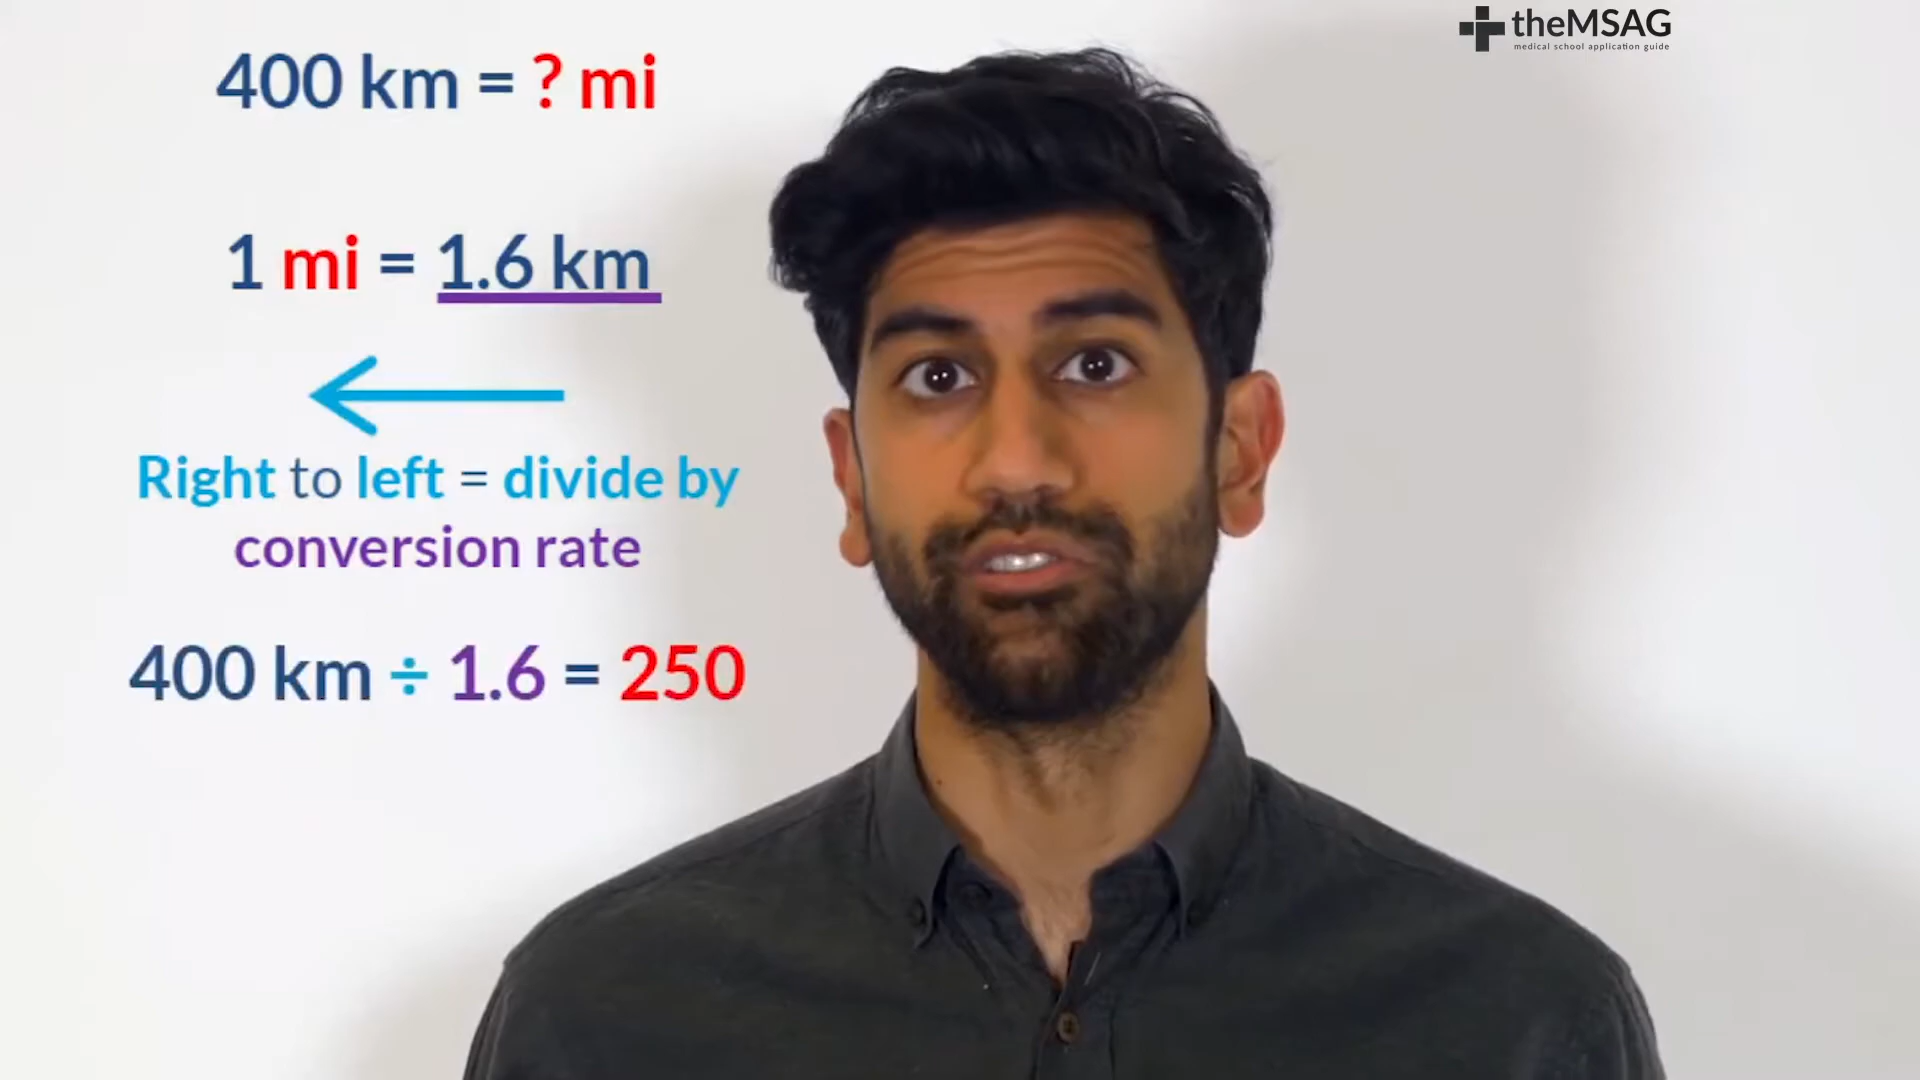 theMSAG
medical school application guide
400 km = ? mi
1 mi = 1.6 km
Right to left = divide by
conversion rate
400 km ÷ 1.6 = 250